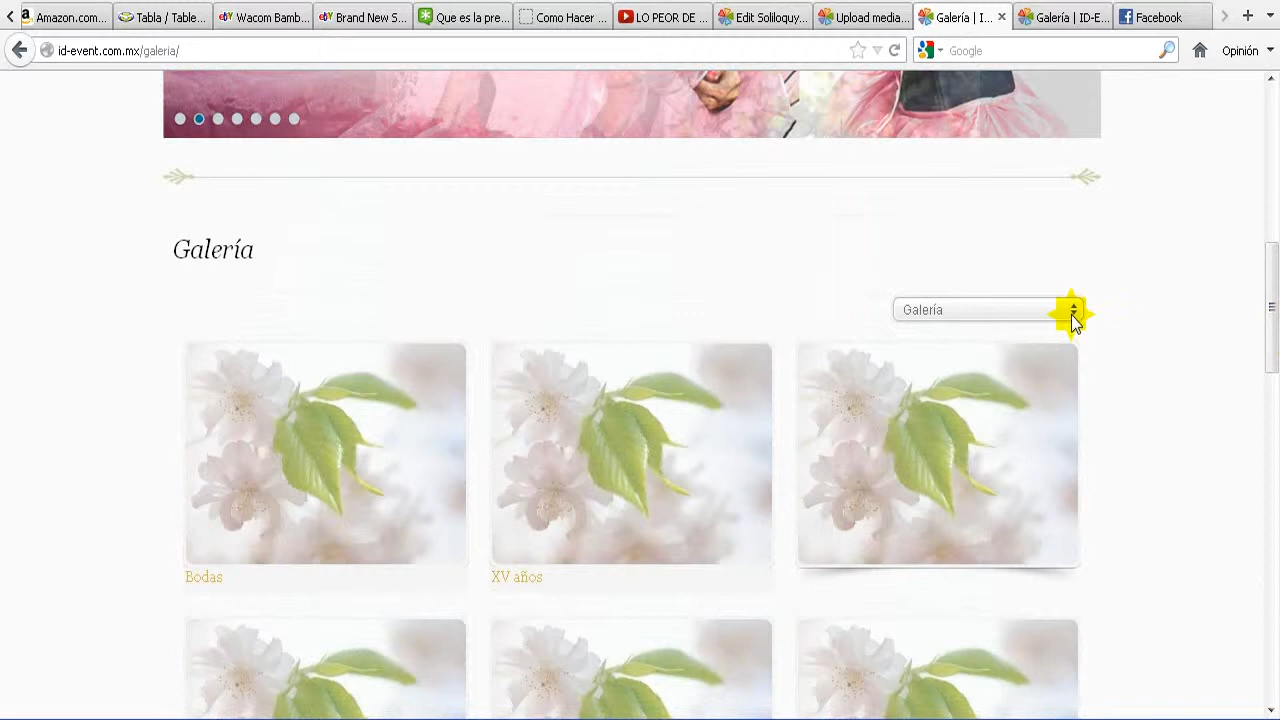 Amazon.com...
Tabla / Table...
Wacom Bamb...
Brand New S...
Que es la pre...
Como Hacer ...
LO PEOR DE ...
Edit Soliloquy...
Upload media...
Galería | I...
Galería | ID-E...
Facebook
id-event.com.mx/galeria/
Google
Opinión
Galería
Galería
Bodas
XV años